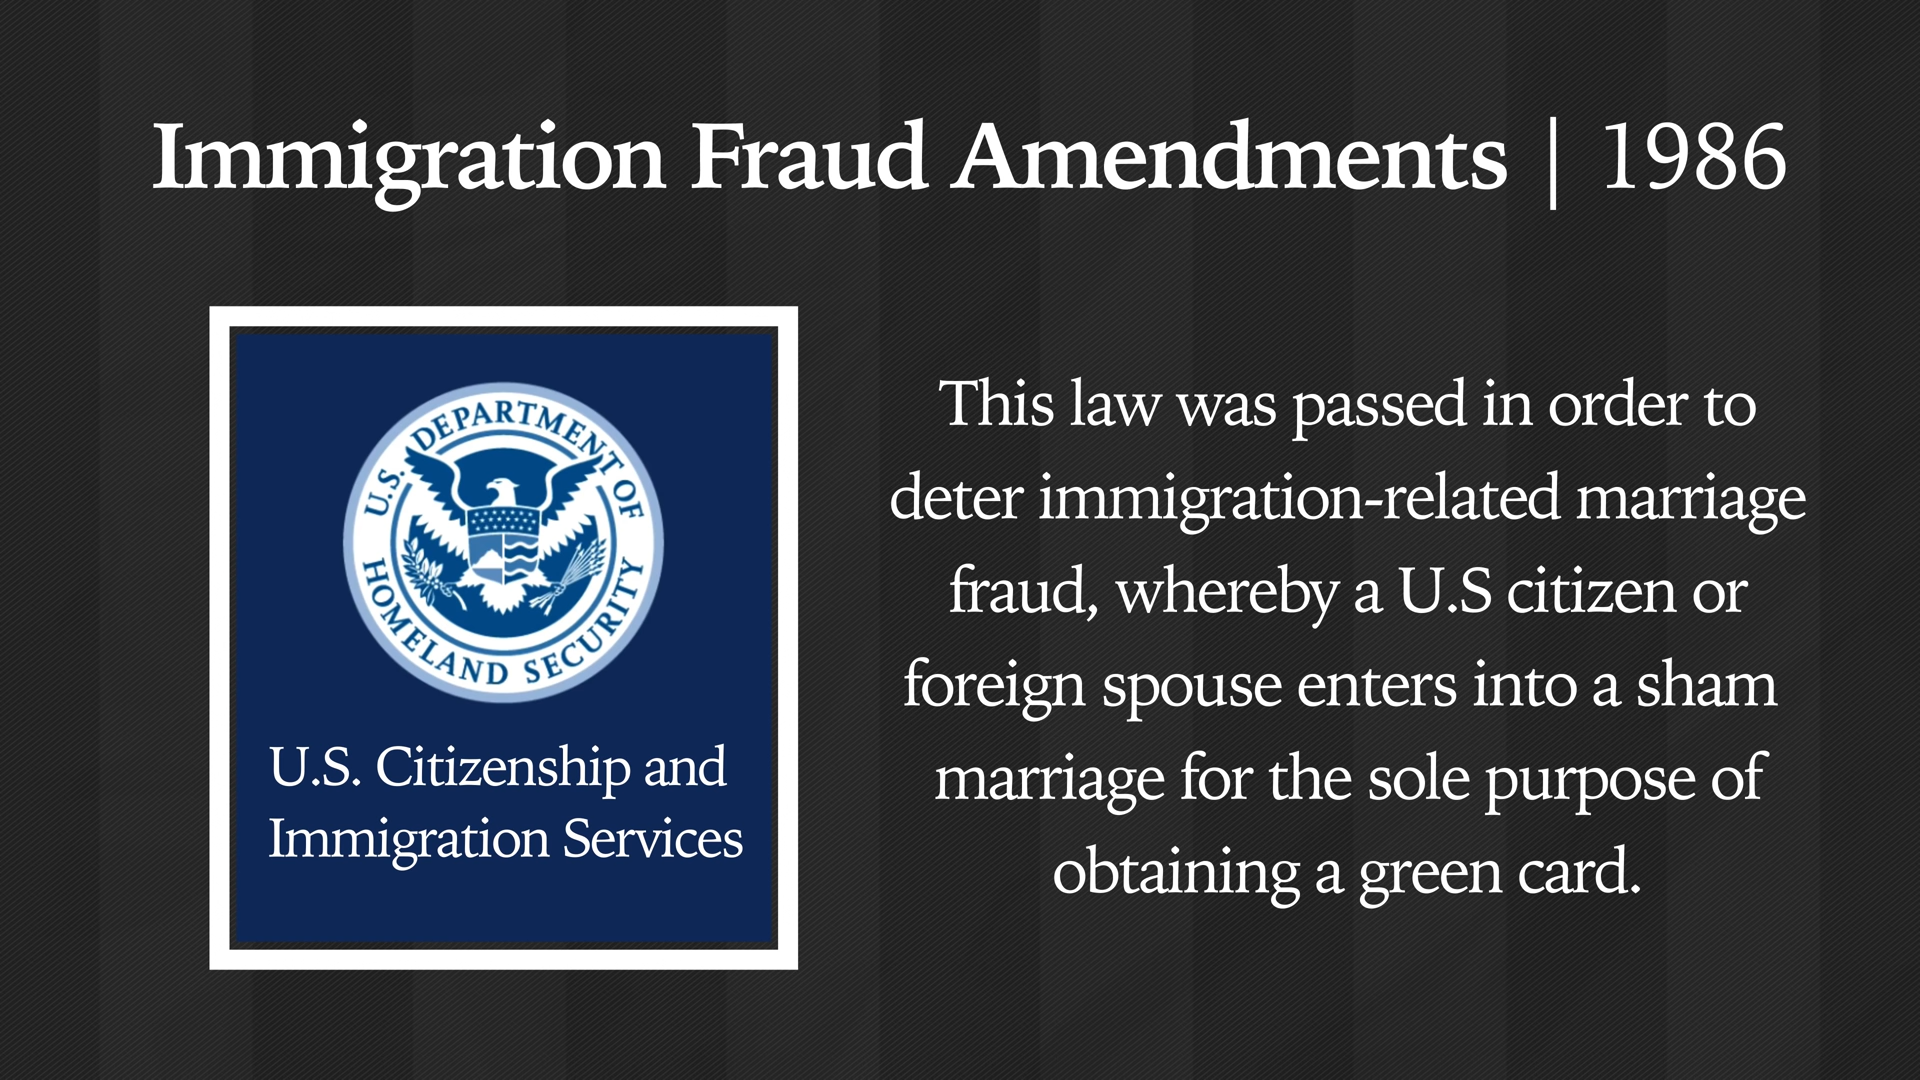 Immigration Fraud Amendments | 1986
U.S. DEPARTMENT OF
HOMELAND SECURITY
U.S. Citizenship and
Immigration Services
This law was passed in order to
deter immigration-related marriage
fraud, whereby a U.S citizen or
foreign spouse enters into a sham
marriage for the sole purpose of
obtaining a green card.